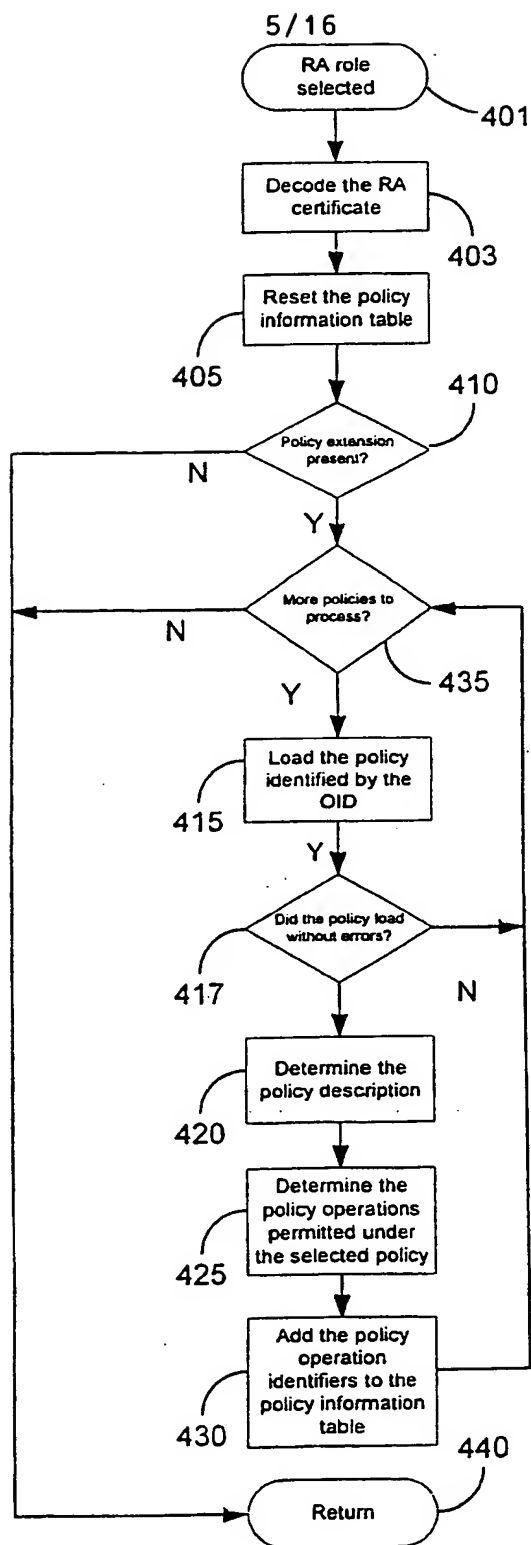 5/16
RA role
selected
401
Decode the RA
certificate
403
Reset the policy
information table
405
410
Policy extension
present?
N
Y
More policies to
process?
N
435
Y
Load the policy
identified by the
OID
415
Y
Did the policy load
without errors?
417
N
Determine the
policy description
420
Determine the
policy operations
permitted under
the selected policy
425
Add the policy
operation
identifiers to the
policy information
table
430
440
Return